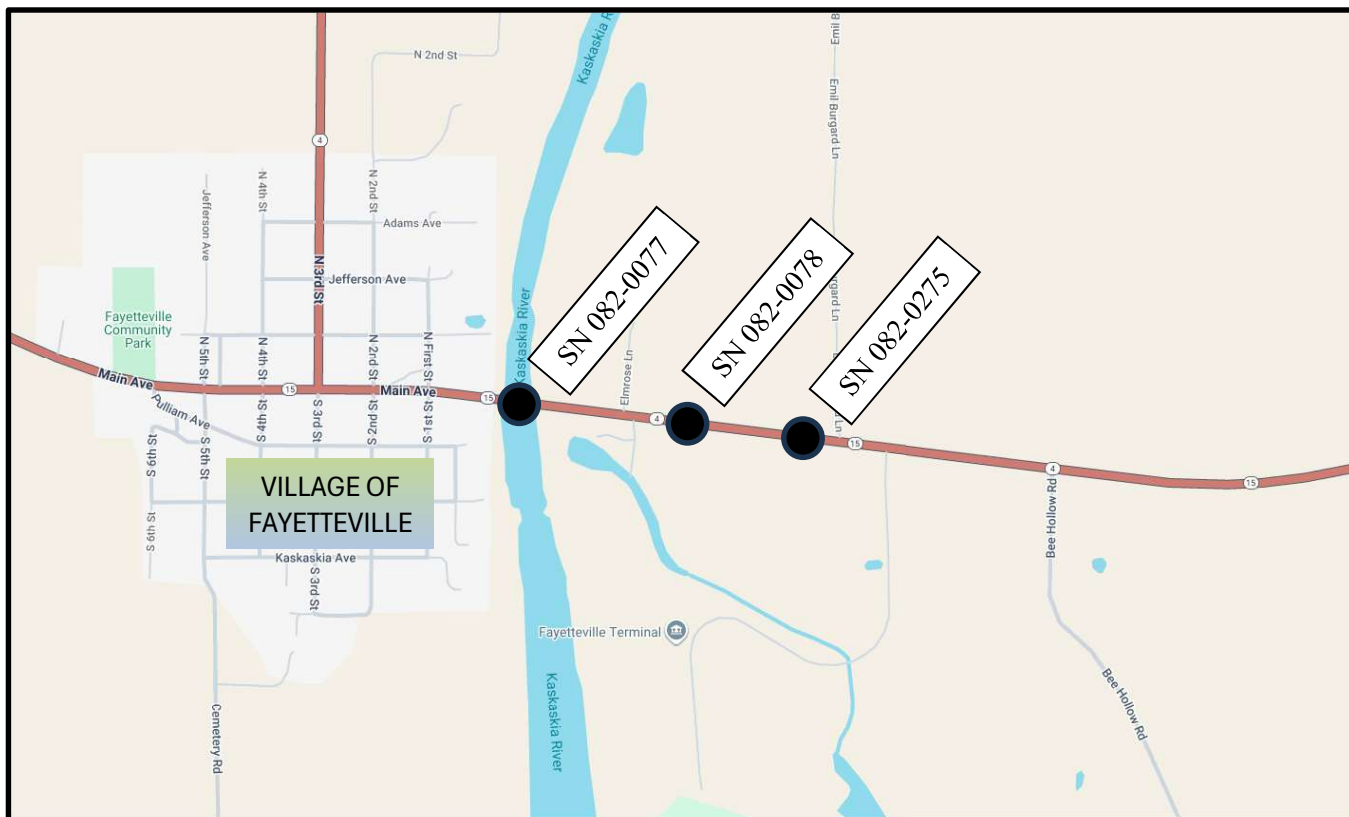 Kaskaskia R
Emil B
N 2nd St
4
Emil Burgard Ln
Jefferson Ave
N 4th St
N 2nd St
Adams Ave
N 3rd St
Jefferson Ave
Kaskaskia River
SN 082-0077
SN 082-0078
SN 082-0275
Burgard Ln
Fayetteville
Community
Park
N 5th St
N 4th St
N 2nd St
N First St
Elmrose Ln
Main Ave
15
Main Ave
15
4
15
4
15
Pulliam Ave
S 6th St
S 5th St
S 4th St
S 3rd St
S 2nd St
S 1st St
VILLAGE OF
FAYETTEVILLE
S 6th St
Kaskaskia Ave
S 3rd St
Bee Hollow Rd
Fayetteville Terminal
Kaskaskia River
Cemetery Rd
Bee Hollow Rd